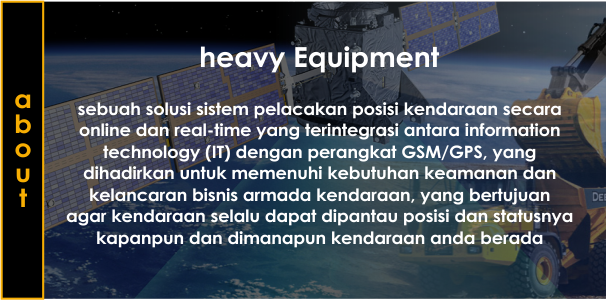 about
heavy Equipment
sebuah solusi sistem pelacakan posisi kendaraan secara
online dan real-time yang terintegrasi antara information
technology (IT) dengan perangkat GSM/GPS, yang
dihadirkan untuk memenuhi kebutuhan keamanan dan
kelancaran bisnis armada kendaraan, yang bertujuan
agar kendaraan selalu dapat dipantau posisi dan statusnya
kapanpun dan dimanapun kendaraan anda berada